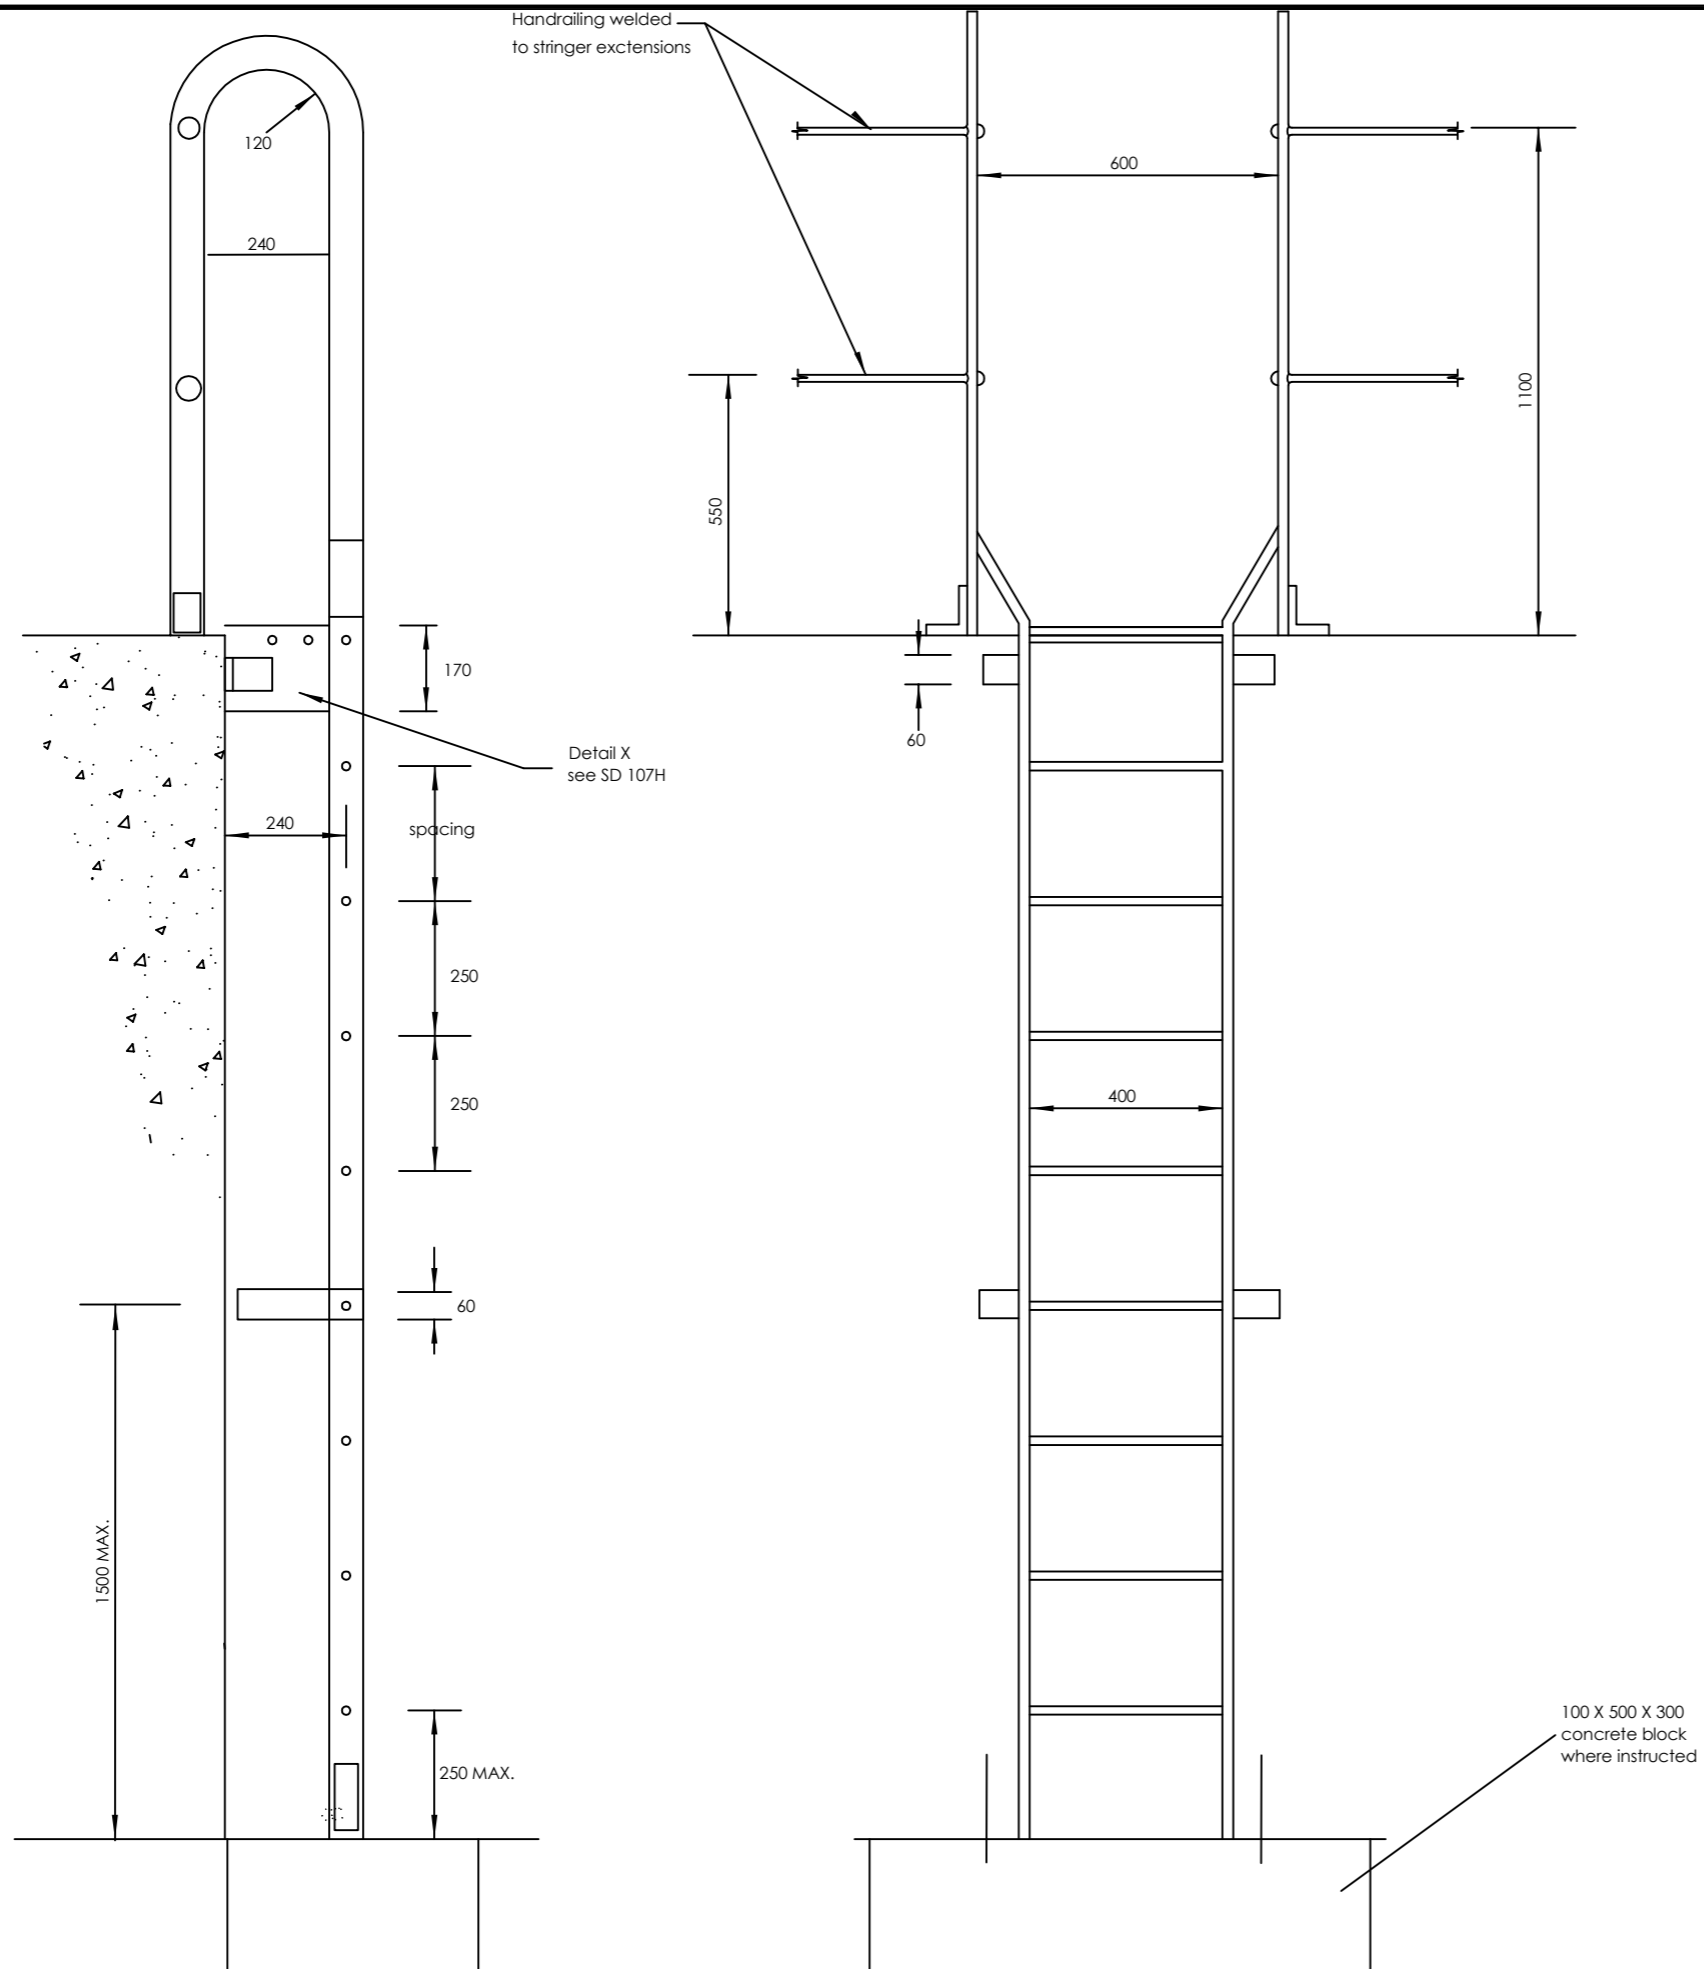 Handrailing welded
to stringer exctensions
120
600
240
1100
550
170
60
Detail X
see SD 107H
240
spacing
250
400
250
60
1500 MAX.
100 X 500 X 300
concrete block
where instructed
250 MAX.